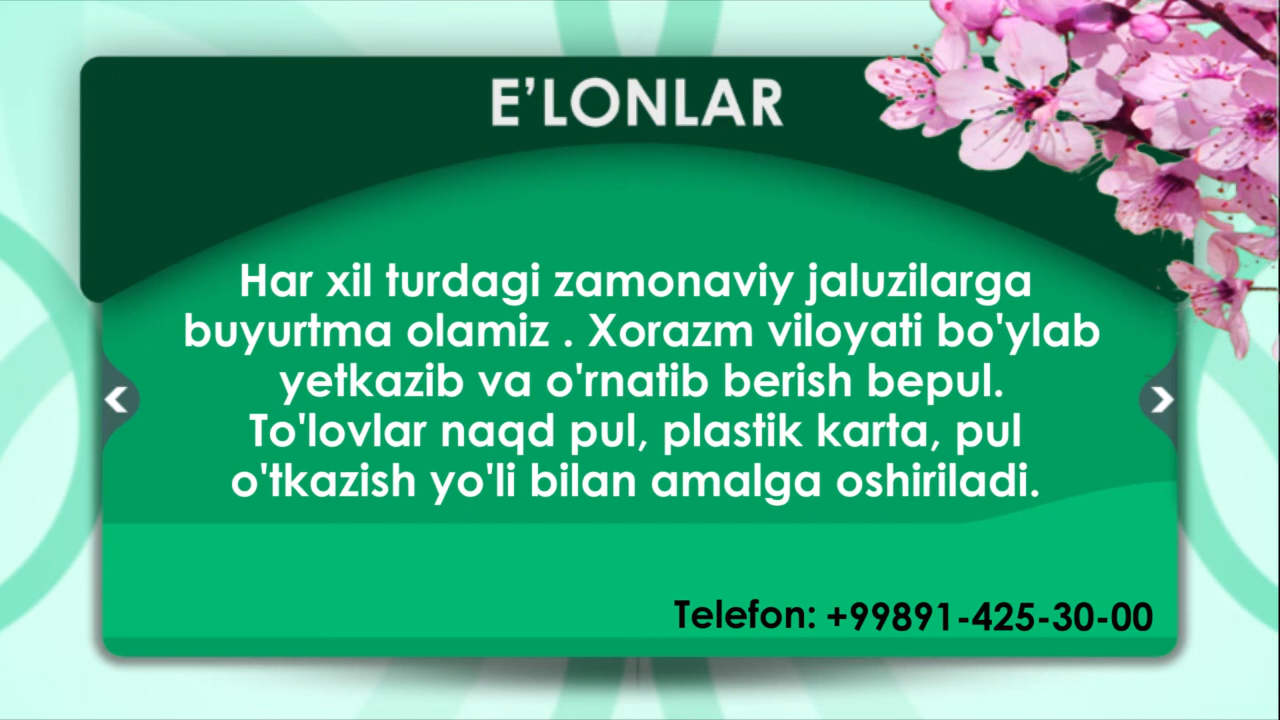 E’LONLAR
Har xil turdagi zamonaviy jaluzilarga
buyurtma olamiz . Xorazm viloyati bo'ylab
yetkazib va o'rnatib berish bepul.
To'lovlar naqd pul, plastik karta, pul
o'tkazish yo'li bilan amalga oshiriladi.
Telefon: +99891-425-30-00